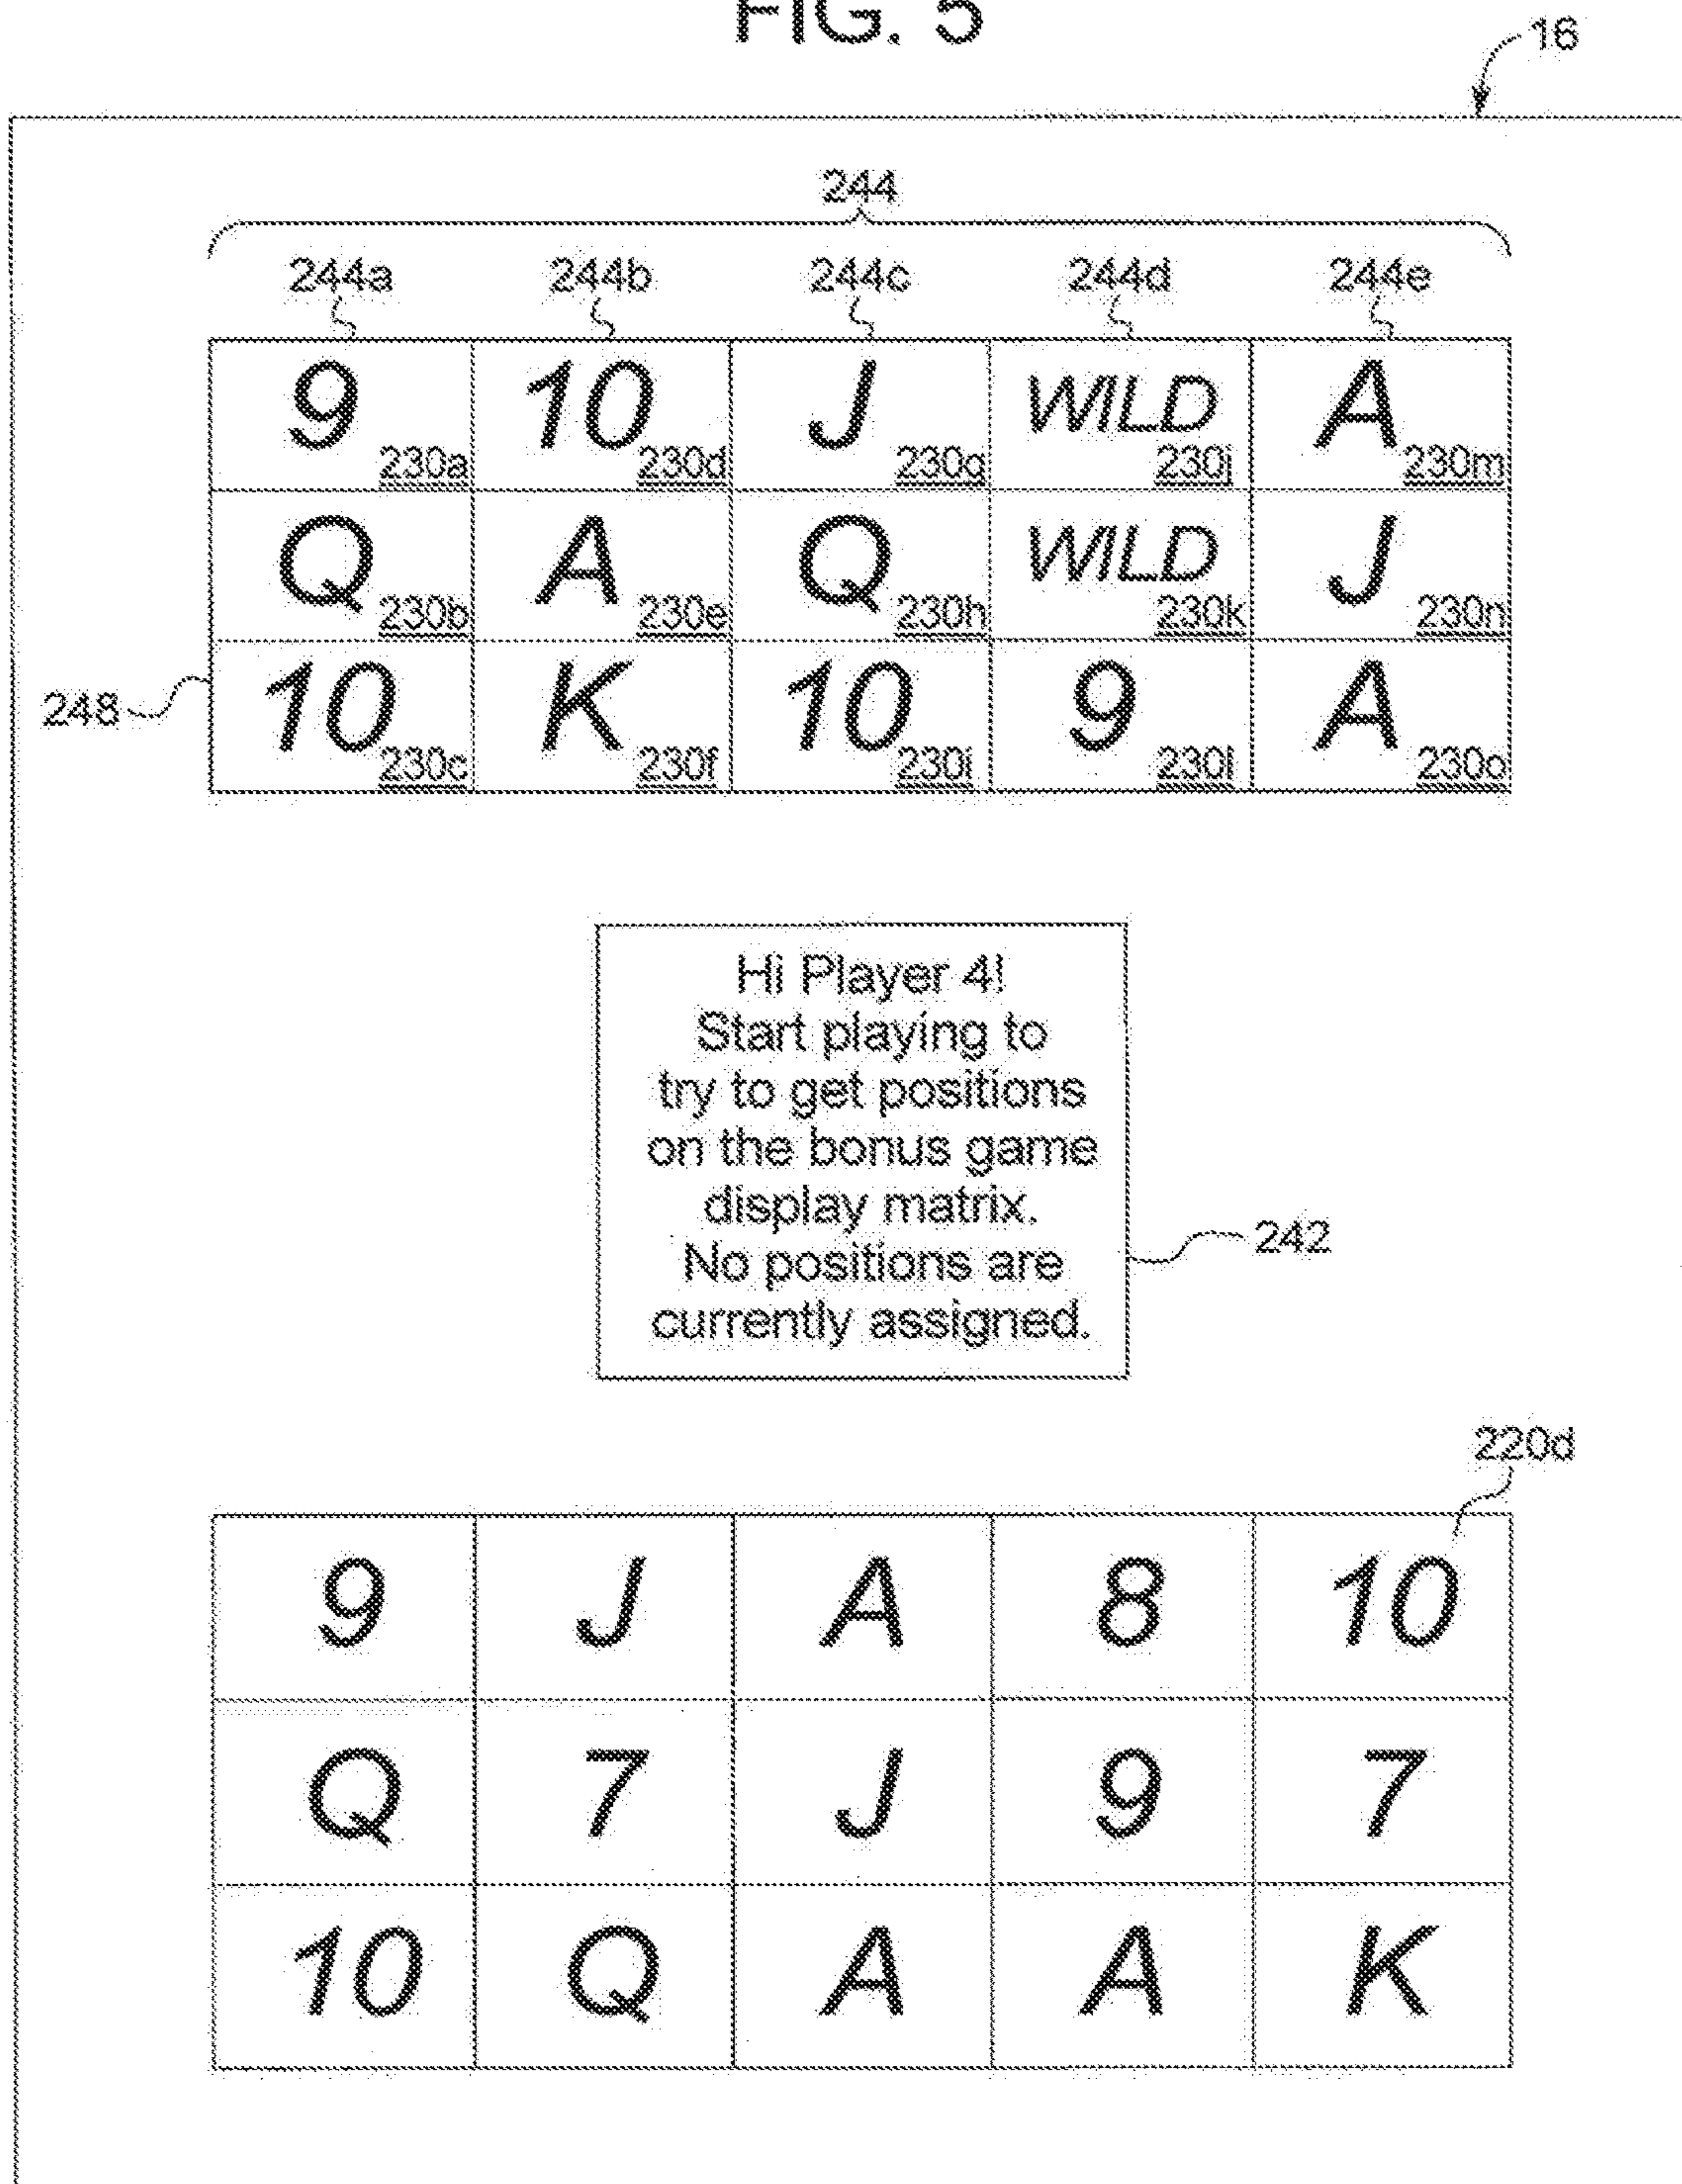 FIG. 5
16
244
244a 244b 244c 244d 244e
9 10 J WILD A
230a 230d 230g 230j 230m
Q A Q WILD J
230b 230e 230h 230k 230n
248
10 K 10 9 A
230c 230f 230i 230l 230o
Hi Player 4!
Start playing to
try to get positions
on the bonus game
display matrix.
No positions are
currently assigned.
242
220d
9 J A 8 10
Q 7 J 9 7
10 Q A A K